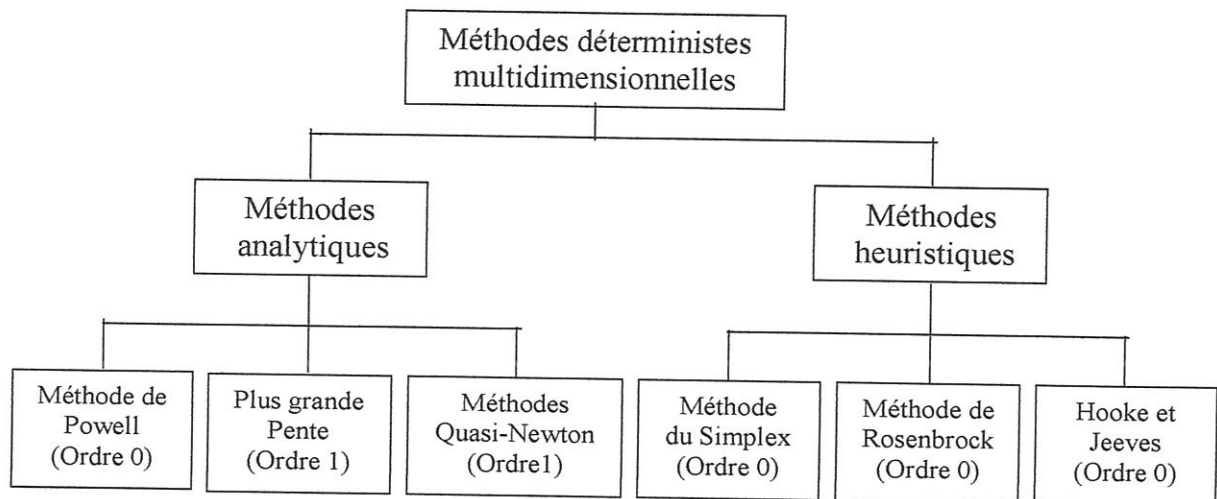 Méthodes déterministes
multidimensionnelles
Méthodes
analytiques
Méthodes
heuristiques
Méthode de
Powell
(Ordre 0)
Plus grande
Pente
(Ordre 1)
Méthodes
Quasi-Newton
(Ordre1)
Méthode
du Simplex
(Ordre 0)
Méthode de
Rosenbrock
(Ordre 0)
Hooke et
Jeeves
(Ordre 0)